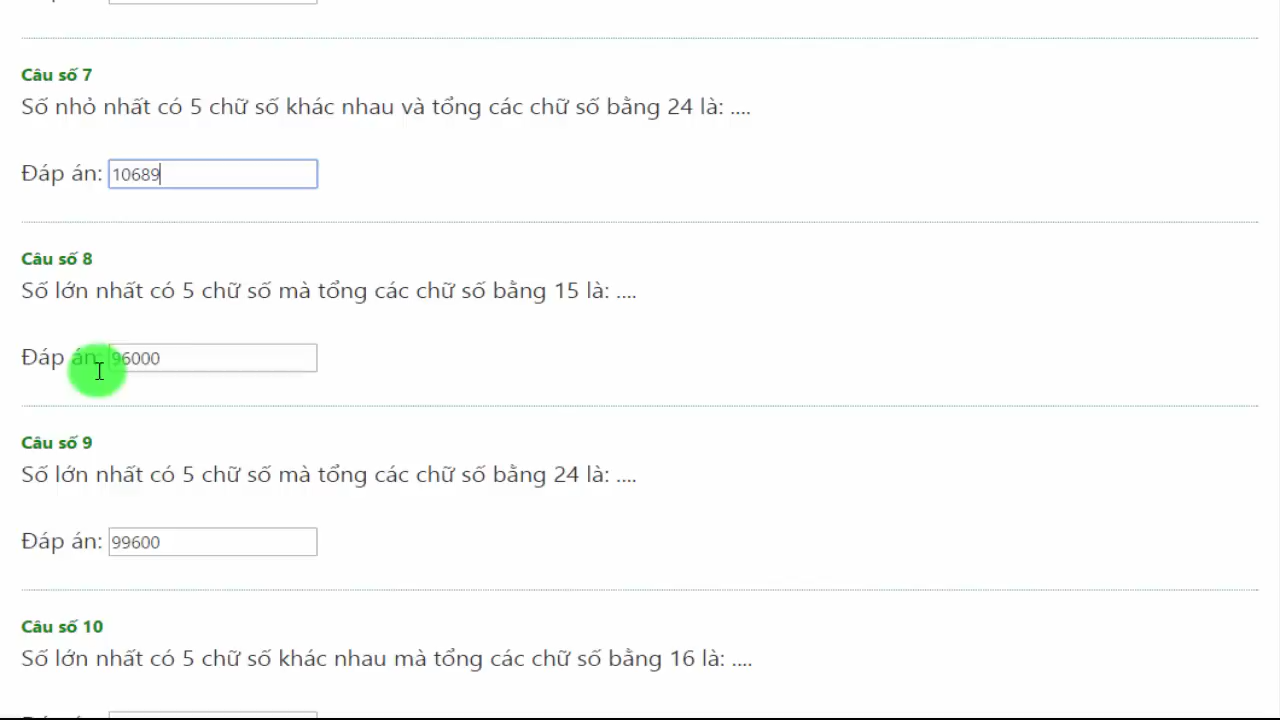 Câu số 7
Số nhỏ nhất có 5 chữ số khác nhau và tổng các chữ số bằng 24 là: ....
Đáp án: 10689
Câu số 8
Số lớn nhất có 5 chữ số mà tổng các chữ số bằng 15 là: ....
Đáp án: 96000
Câu số 9
Số lớn nhất có 5 chữ số mà tổng các chữ số bằng 24 là: ....
Đáp án: 99600
Câu số 10
Số lớn nhất có 5 chữ số khác nhau mà tổng các chữ số bằng 16 là: ....